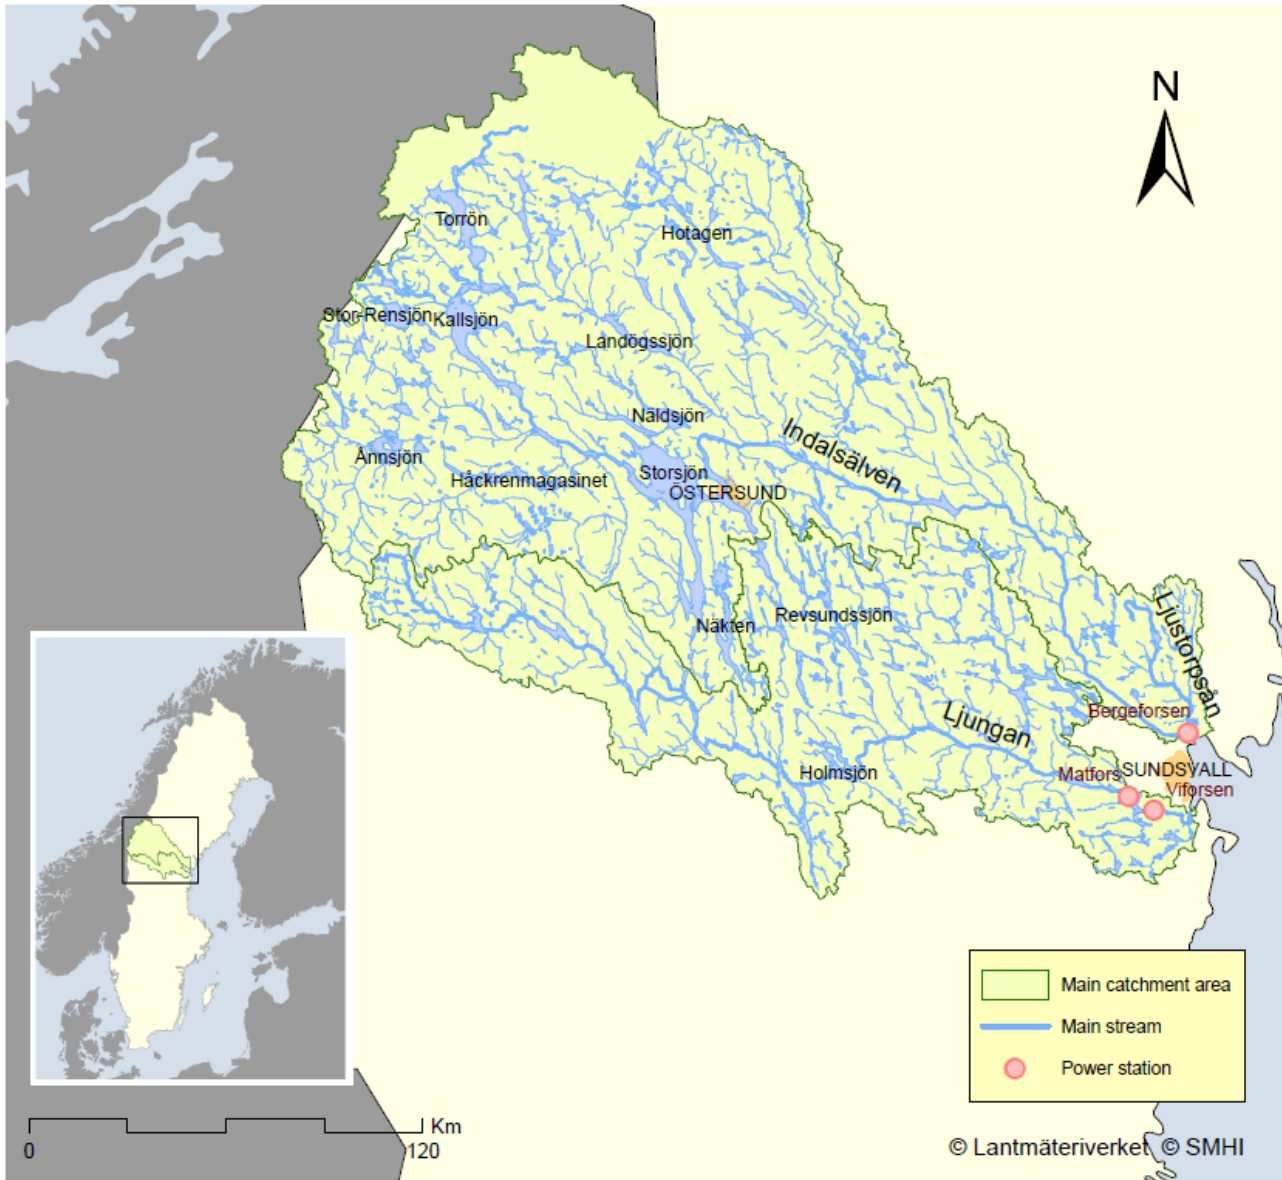 N
Torrön
Hotagen
Stor-Rensjön
Kallsjön
Landögssjön
Näldsjön
Indalsälven
Ånnsjön
Storsjön
Håckrenmagasinet
ÖSTERSUND
Ljustorpsån
Revsundssjön
Näkten
Bergeforsen
Ljungan
Holmsjön
Matfors
SUNDSVALL
Viforsen
Main catchment area
Main stream
Power station
Km
0
120
© Lantmäteriverket © SMHI